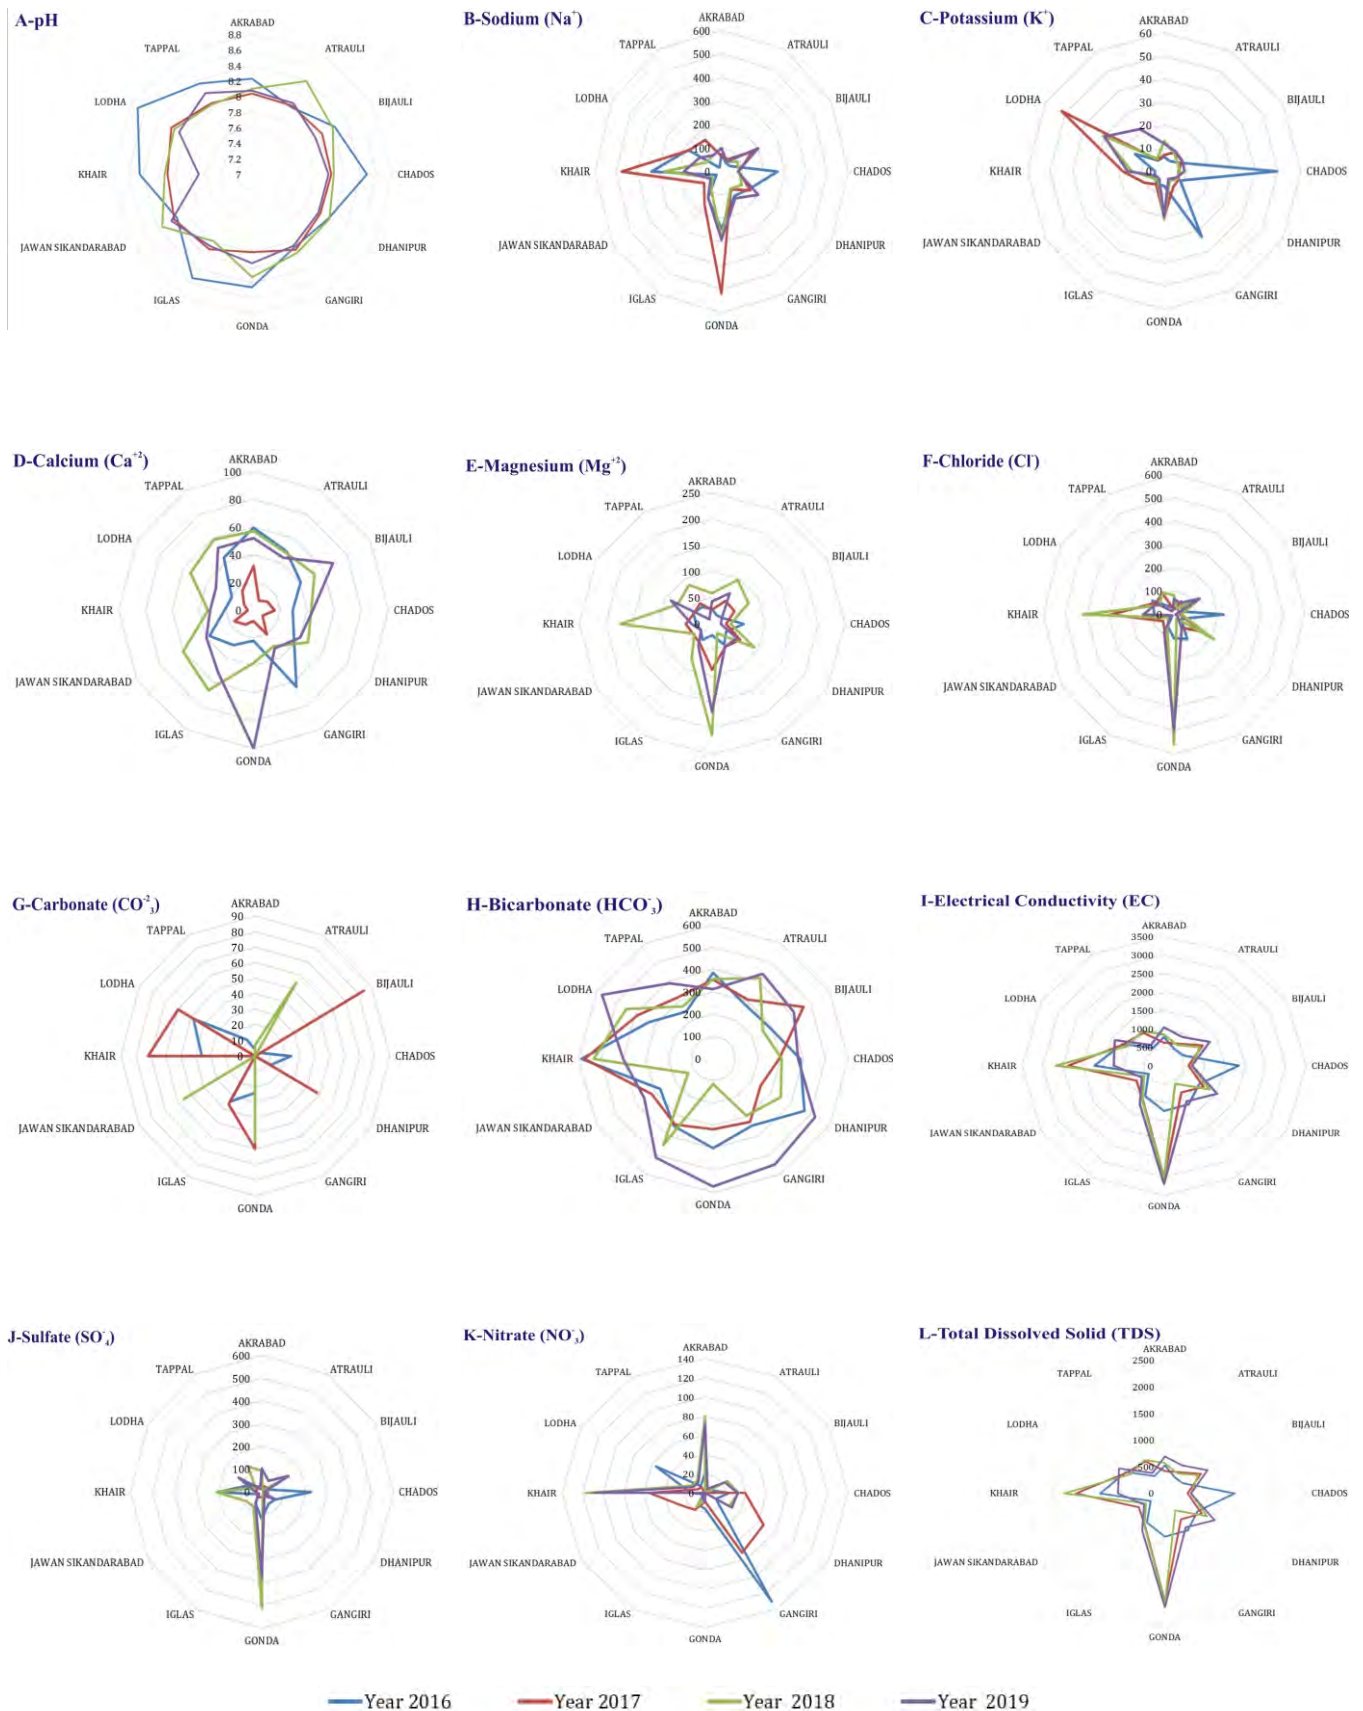 A-pH
AKRABAD
ATRAULI
BIJAULI
CHADOS
DHANIPUR
GANGIRI
GONDA
IGLAS
JAWAN SIKANDARABAD
KHAIR
LODHA
TAPPAL
8.8
8.6
8.4
8.2
8
7.8
7.6
7.4
7.2
7
B-Sodium (Na⁺)
AKRABAD
ATRAULI
BIJAULI
CHADOS
DHANIPUR
GANGIRI
GONDA
IGLAS
JAWAN SIKANDARABAD
KHAIR
LODHA
TAPPAL
600
500
400
300
200
100
0
C-Potassium (K⁺)
AKRABAD
ATRAULI
BIJAULI
CHADOS
DHANIPUR
GANGIRI
GONDA
IGLAS
JAWAN SIKANDARABAD
KHAIR
LODHA
TAPPAL
60
50
40
30
20
10
0
D-Calcium (Ca⁺²)
AKRABAD
ATRAULI
BIJAULI
CHADOS
DHANIPUR
GANGIRI
GONDA
IGLAS
JAWAN SIKANDARABAD
KHAIR
LODHA
TAPPAL
100
80
60
40
20
0
E-Magnesium (Mg⁺²)
AKRABAD
ATRAULI
BIJAULI
CHADOS
DHANIPUR
GANGIRI
GONDA
IGLAS
JAWAN SIKANDARABAD
KHAIR
LODHA
TAPPAL
250
200
150
100
50
0
F-Chloride (Cl⁻)
AKRABAD
ATRAULI
BIJAULI
CHADOS
DHANIPUR
GANGIRI
GONDA
IGLAS
JAWAN SIKANDARABAD
KHAIR
LODHA
TAPPAL
600
500
400
300
200
100
0
G-Carbonate (CO⁻²₃)
AKRABAD
ATRAULI
BIJAULI
CHADOS
DHANIPUR
GANGIRI
GONDA
IGLAS
JAWAN SIKANDARABAD
KHAIR
LODHA
TAPPAL
90
80
70
60
50
40
30
20
10
0
H-Bicarbonate (HCO⁻₃)
AKRABAD
ATRAULI
BIJAULI
CHADOS
DHANIPUR
GANGIRI
GONDA
IGLAS
JAWAN SIKANDARABAD
KHAIR
LODHA
TAPPAL
600
500
400
300
200
100
0
I-Electrical Conductivity (EC)
AKRABAD
ATRAULI
BIJAULI
CHADOS
DHANIPUR
GANGIRI
GONDA
IGLAS
JAWAN SIKANDARABAD
KHAIR
LODHA
TAPPAL
3500
3000
2500
2000
1500
1000
500
0
J-Sulfate (SO⁻₄)
AKRABAD
ATRAULI
BIJAULI
CHADOS
DHANIPUR
GANGIRI
GONDA
IGLAS
JAWAN SIKANDARABAD
KHAIR
LODHA
TAPPAL
600
500
400
300
200
100
0
K-Nitrate (NO⁻₃)
AKRABAD
ATRAULI
BIJAULI
CHADOS
DHANIPUR
GANGIRI
GONDA
IGLAS
JAWAN SIKANDARABAD
KHAIR
LODHA
TAPPAL
140
120
100
80
60
40
20
0
L-Total Dissolved Solid (TDS)
AKRABAD
ATRAULI
BIJAULI
CHADOS
DHANIPUR
GANGIRI
GONDA
IGLAS
JAWAN SIKANDARABAD
KHAIR
LODHA
TAPPAL
2500
2000
1500
1000
500
0
Year 2016
Year 2017
Year 2018
Year 2019